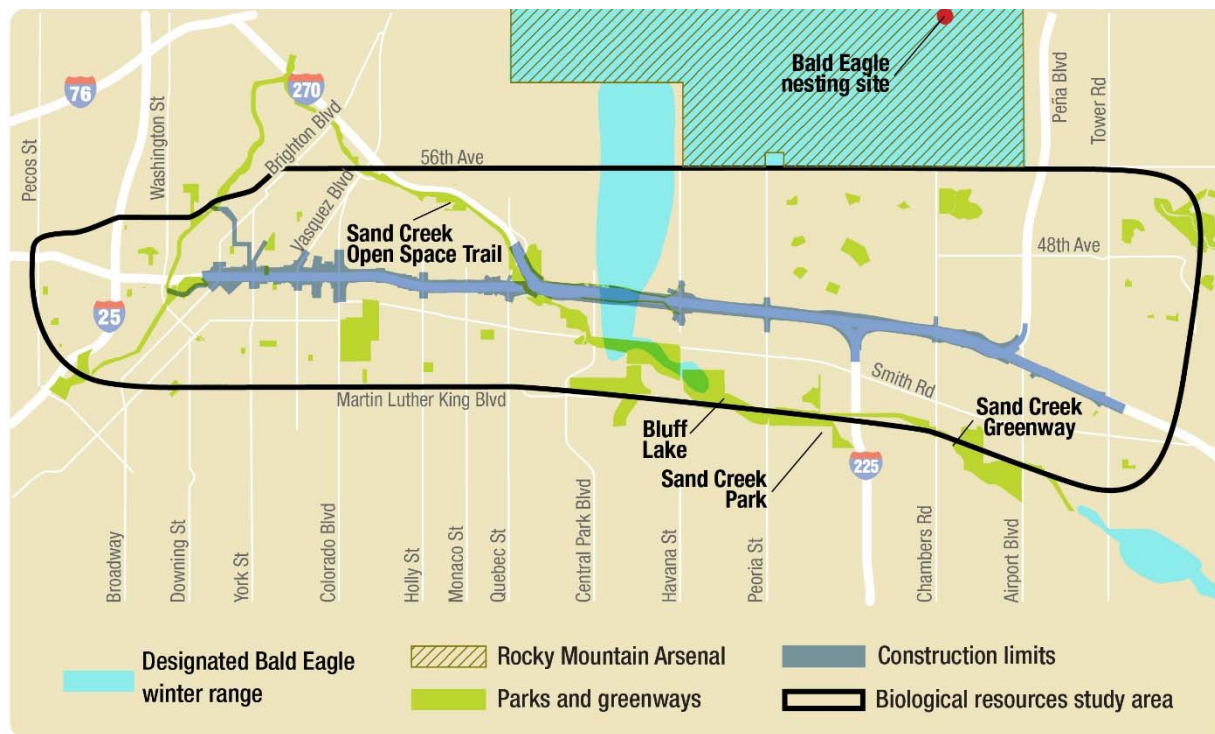 Bald Eagle
nesting site
76
270
Pecos St
Washington St
Brighton Blvd
Vasquez Blvd
56th Ave
Peña Blvd
Tower Rd
Sand Creek
Open Space Trail
48th Ave
25
Martin Luther King Blvd
Smith Rd
Bluff
Lake
Sand Creek
Park
225
Sand Creek
Greenway
Broadway
Downing St
York St
Colorado Blvd
Holly St
Monaco St
Quebec St
Central Park Blvd
Havana St
Peoria St
Chambers Rd
Airport Blvd
Designated Bald Eagle
winter range
Rocky Mountain Arsenal
Parks and greenways
Construction limits
Biological resources study area